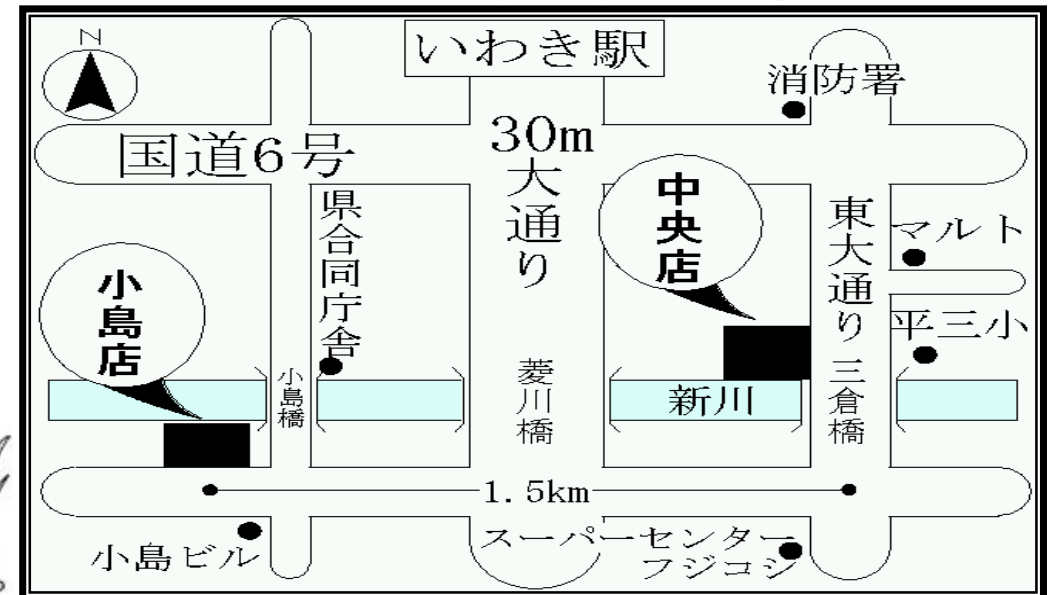 N
いわき駅
消防署
国道6号
30m大通り
中央店
県合同庁舎
東大通り
マルト
小島店
平三小
小島橋
菱川橋
新川
三倉橋
1.5km
小島ビル
スーパーセンター
フジコシ